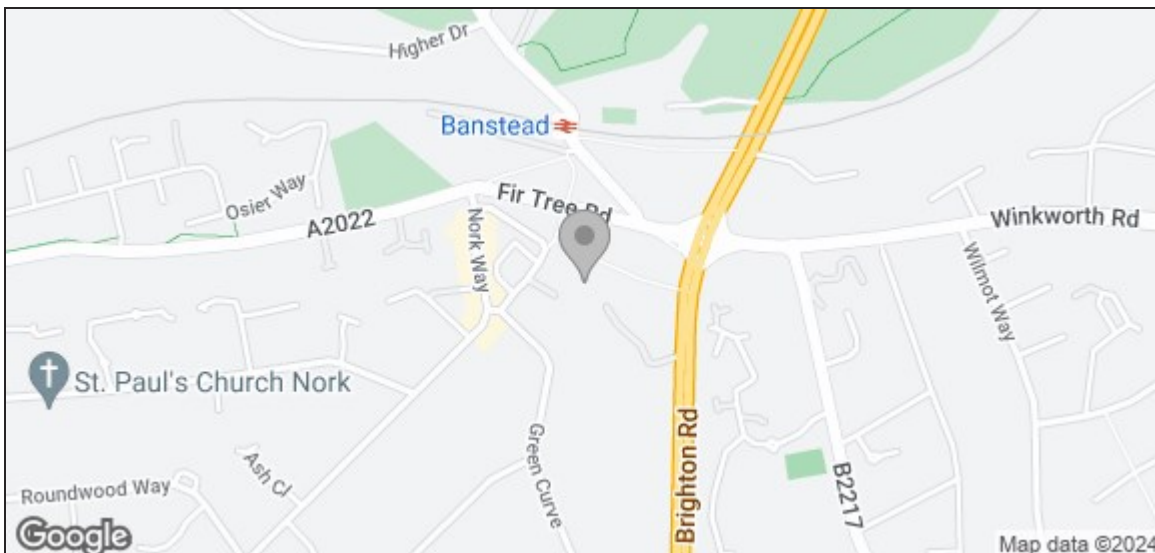 Higher Dr
Banstead
Osier Way
A2022
Fir Tree Rd
Nork Way
Winkworth Rd
Wilmot Way
St. Paul's Church Nork
Green Curve
Brighton Rd
Ash Cl
B2217
Roundwood Way
Google
Map data ©2024